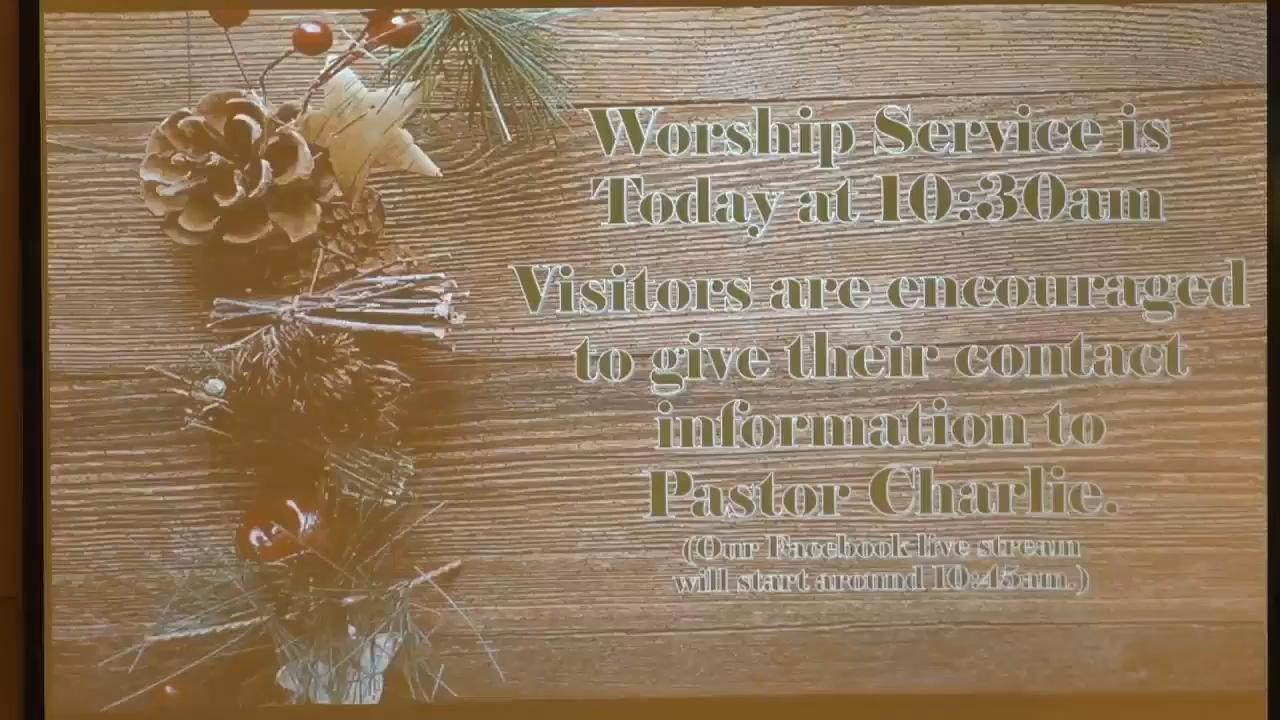 Worship Service is
Today at 10:30am
Visitors are encouraged
to give their contact
information to
Pastor Charlie.
(Our Facebook live stream
will start around 10:45am.)